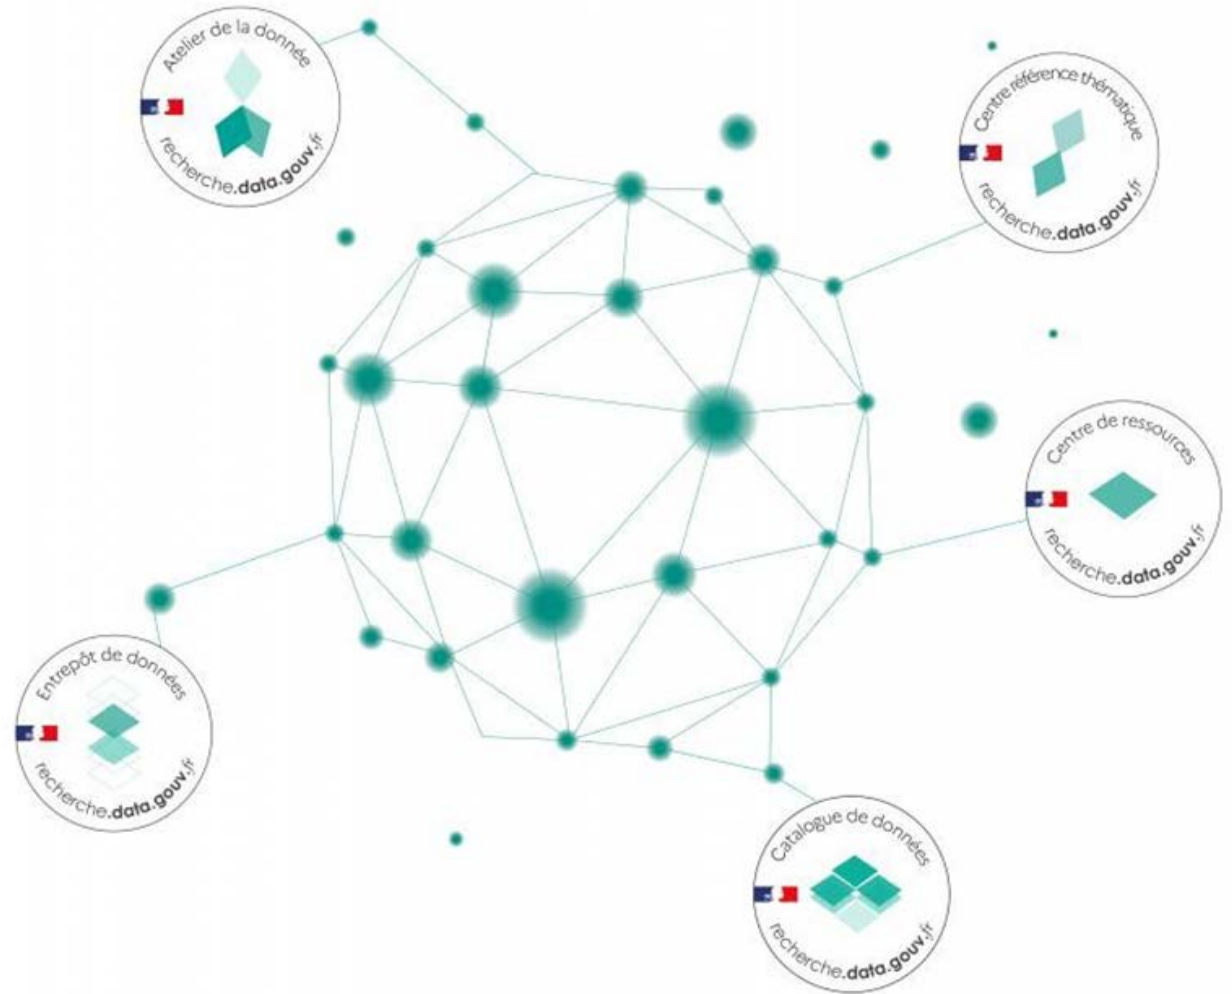 Atelier de la donnée
recherche.data.gouv.fr
Centre référence thématique
recherche.data.gouv.fr
Centre de ressources
recherche.data.gouv.fr
Entrepôt de données
recherche.data.gouv.fr
Catalogue de données
recherche.data.gouv.fr